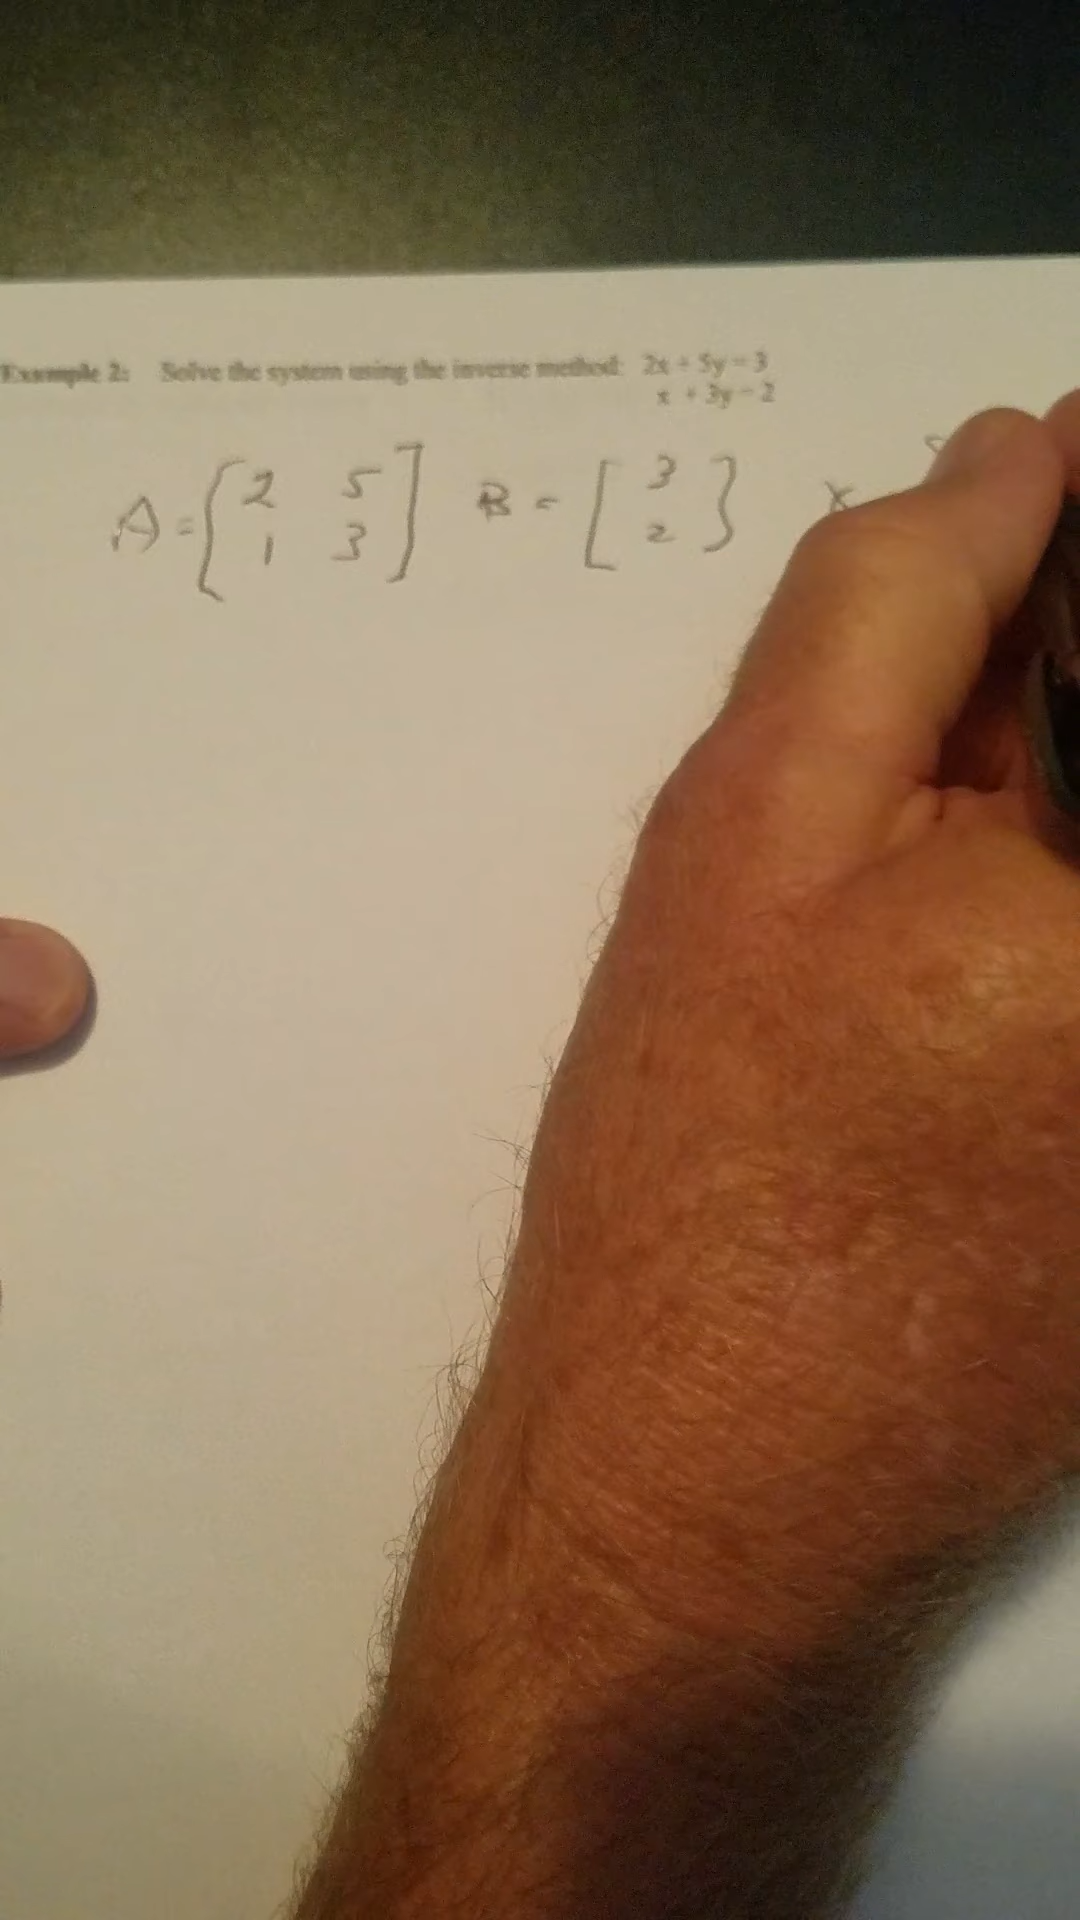 Example 2: Solve the system using the inverse method: 2x + 5y = 3
x + 3y = 2
A = [ 2 5 B = [ 3 x
1 3 ] 2 ]